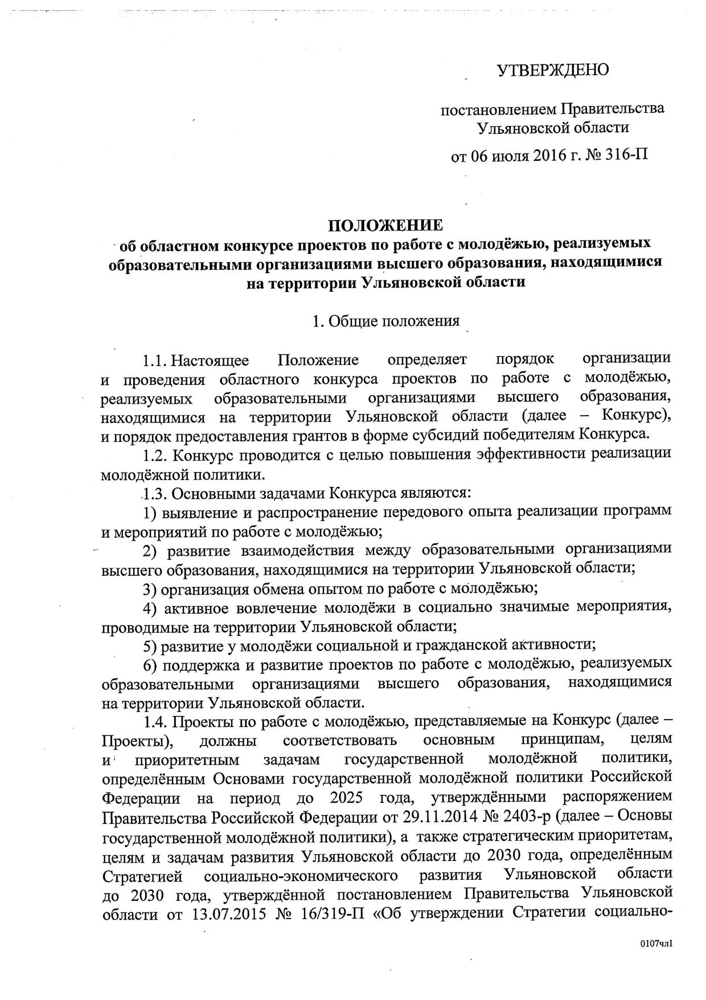 УТВЕРЖДЕНО
постановлением Правительства
Ульяновской области
от 06 июля 2016 г. № 316-П
ПОЛОЖЕНИЕ
об областном конкурсе проектов по работе с молодёжью, реализуемых
образовательными организациями высшего образования, находящимися
на территории Ульяновской области
1. Общие положения
1.1. Настоящее Положение определяет порядок организации
и проведения областного конкурса проектов по работе с молодёжью,
реализуемых образовательными организациями высшего образования,
находящимися на территории Ульяновской области (далее – Конкурс),
и порядок предоставления грантов в форме субсидий победителям Конкурса.
1.2. Конкурс проводится с целью повышения эффективности реализации
молодёжной политики.
1.3. Основными задачами Конкурса являются:
1) выявление и распространение передового опыта реализации программ
и мероприятий по работе с молодёжью;
2) развитие взаимодействия между образовательными организациями
высшего образования, находящимися на территории Ульяновской области;
3) организация обмена опытом по работе с молодёжью;
4) активное вовлечение молодёжи в социально значимые мероприятия,
проводимые на территории Ульяновской области;
5) развитие у молодёжи социальной и гражданской активности;
6) поддержка и развитие проектов по работе с молодёжью, реализуемых
образовательными организациями высшего образования, находящимися
на территории Ульяновской области.
1.4. Проекты по работе с молодёжью, представляемые на Конкурс (далее –
Проекты), должны соответствовать основным принципам, целям
и приоритетным задачам государственной молодёжной политики,
определённым Основами государственной молодёжной политики Российской
Федерации на период до 2025 года, утверждёнными распоряжением
Правительства Российской Федерации от 29.11.2014 № 2403-р (далее – Основы
государственной молодёжной политики), а также стратегическим приоритетам,
целям и задачам развития Ульяновской области до 2030 года, определённым
Стратегией социально-экономического развития Ульяновской области
до 2030 года, утверждённой постановлением Правительства Ульяновской
области от 13.07.2015 № 16/319-П «Об утверждении Стратегии социально-
0107чл1